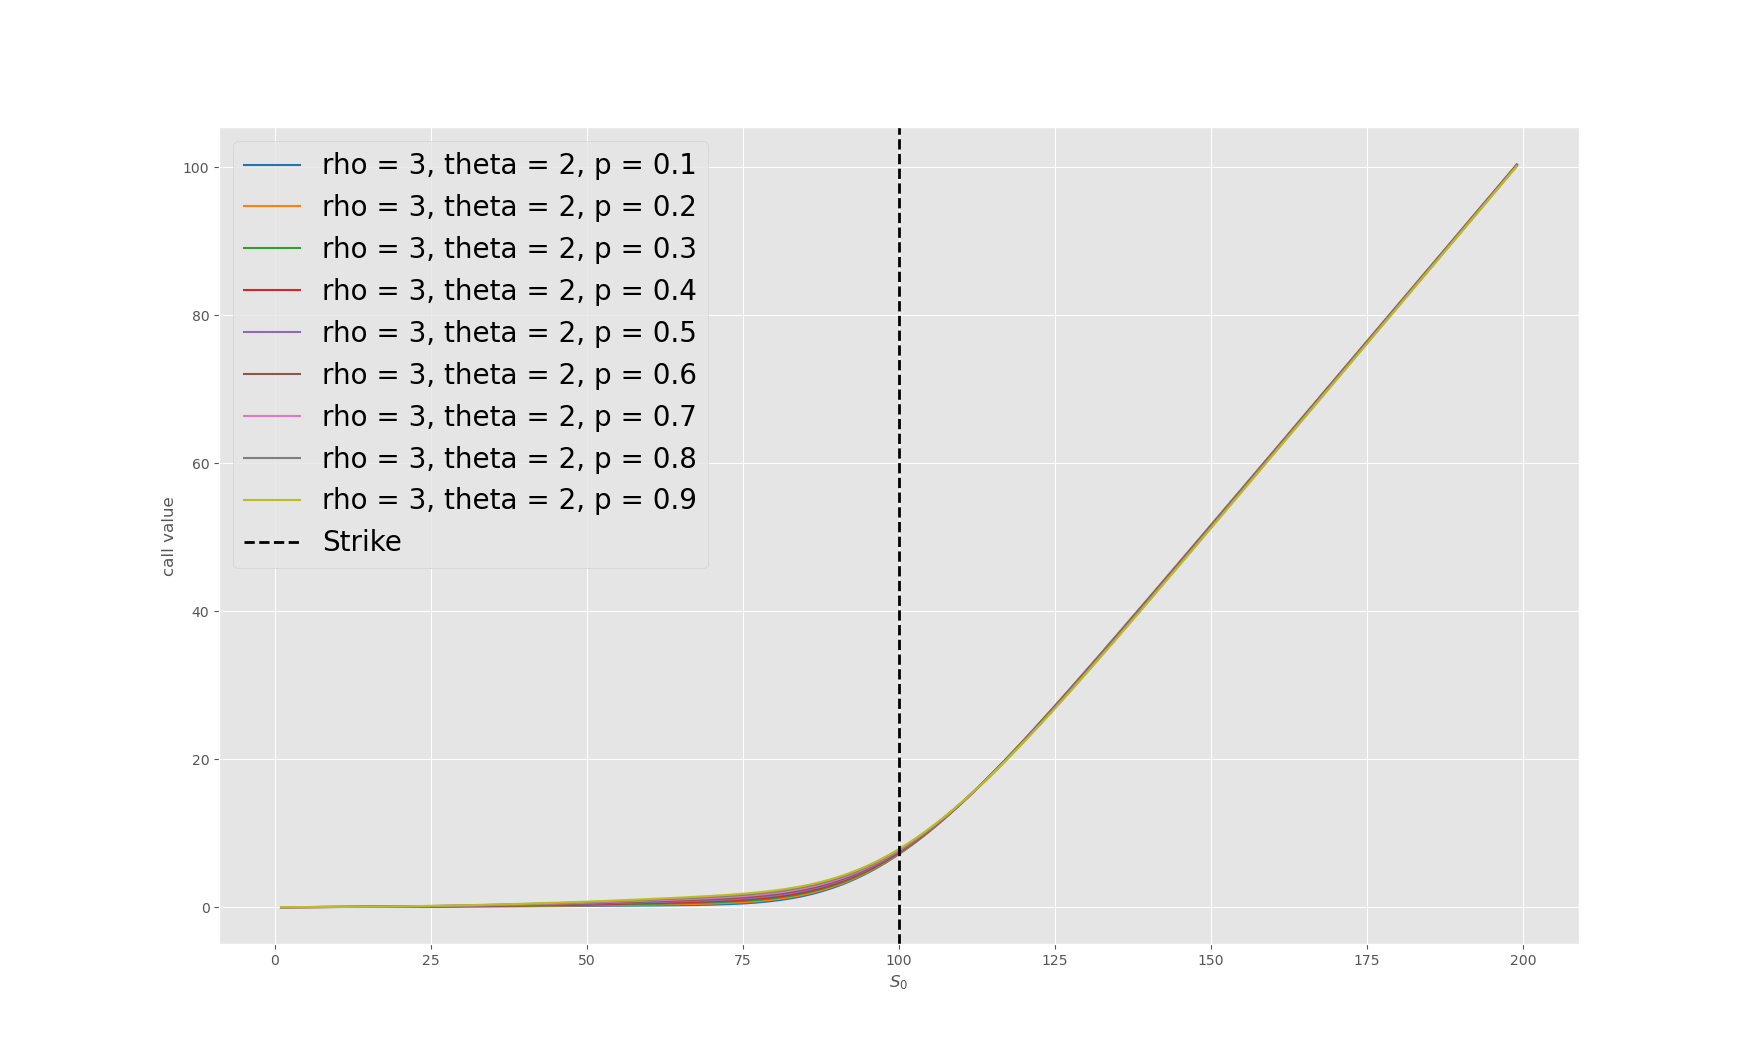 rho = 3, theta = 2, p = 0.1
rho = 3, theta = 2, p = 0.2
rho = 3, theta = 2, p = 0.3
rho = 3, theta = 2, p = 0.4
rho = 3, theta = 2, p = 0.5
rho = 3, theta = 2, p = 0.6
rho = 3, theta = 2, p = 0.7
rho = 3, theta = 2, p = 0.8
rho = 3, theta = 2, p = 0.9
Strike
100
80
60
40
20
0
call value
0 25 50 75 100 125 150 175 200
S₀